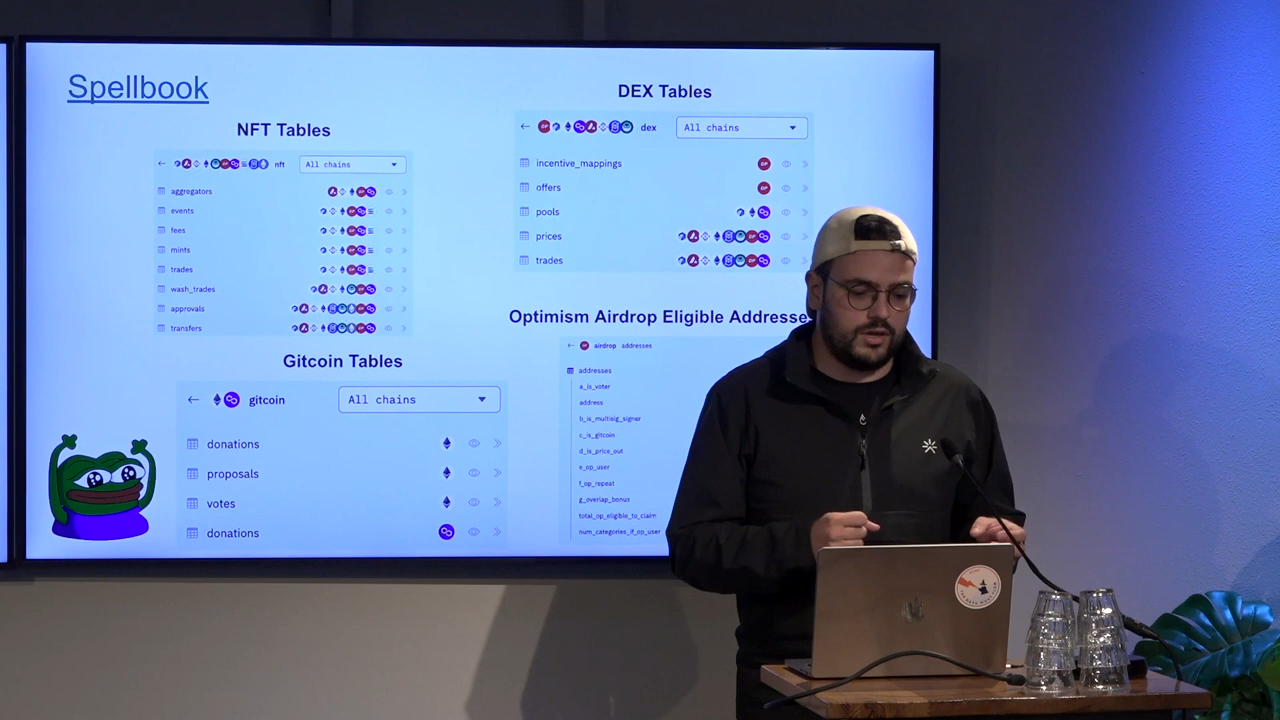 Spellbook
NFT Tables
nft
All chains
aggregators
events
fees
mints
trades
wash_trades
approvals
transfers
DEX Tables
dex
All chains
incentive_mappings
offers
pools
prices
trades
Gitcoin Tables
gitcoin
All chains
donations
proposals
votes
donations
Optimism Airdrop Eligible Addresse
airdrop addresses
addresses
a_is_voter
address
b_is_multisig_signer
c_is_gitcoin
d_is_price_out
e_op_user
f_op_repeat
g_overlap_bonus
total_op_eligible_to_claim
num_categories_if_op_user